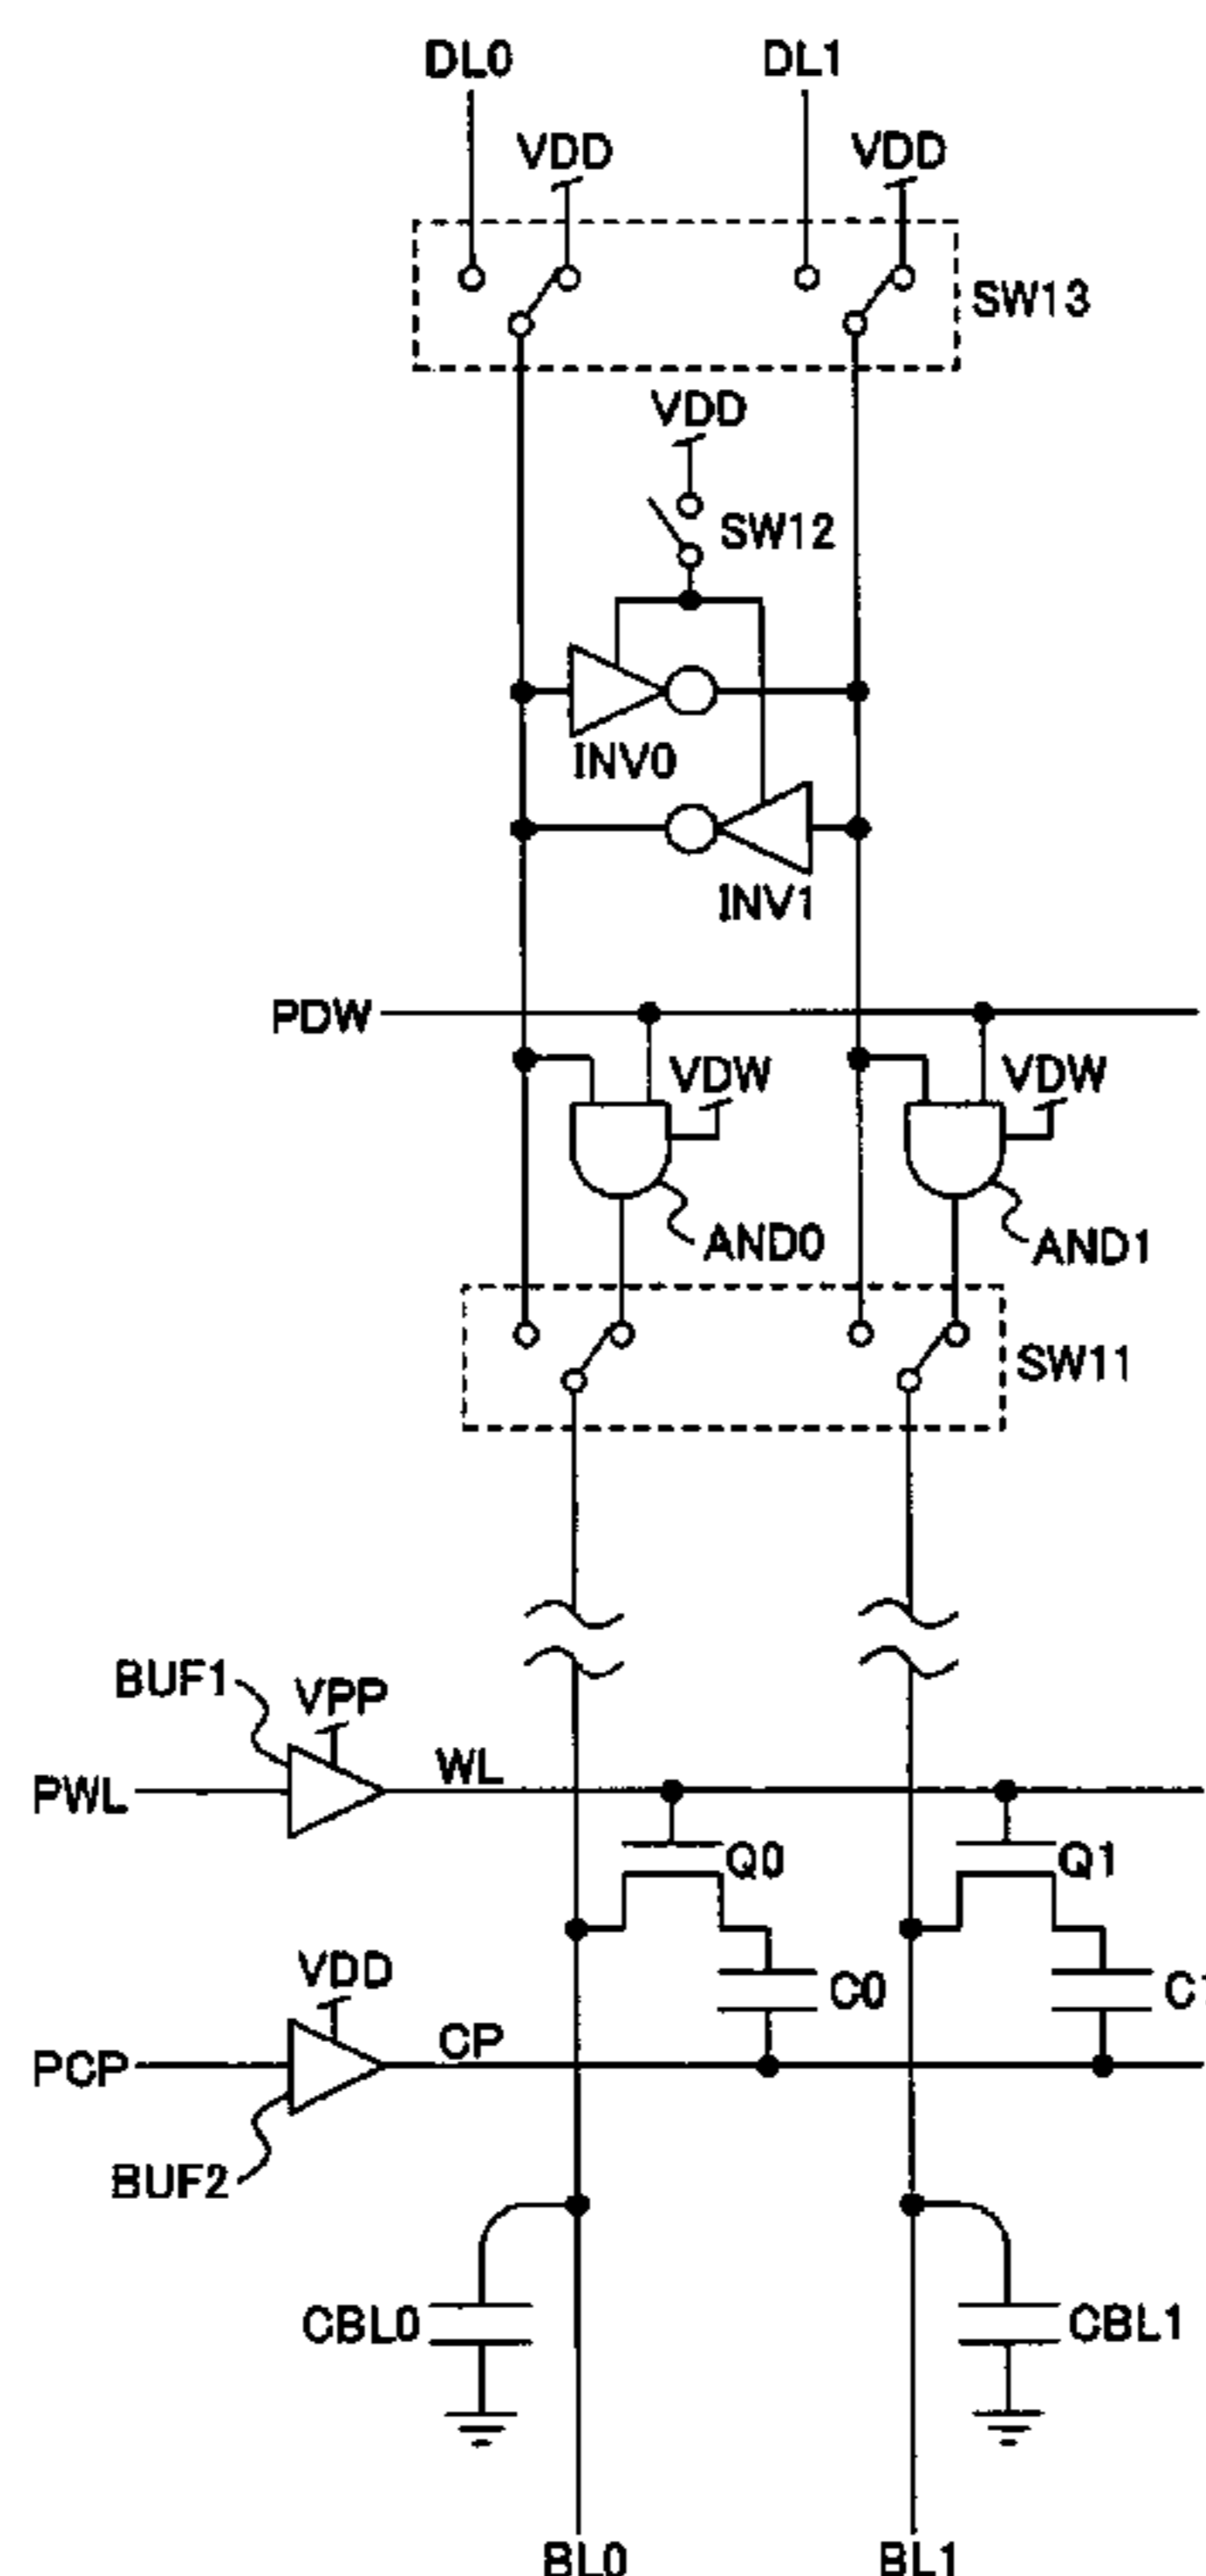 DL0 DL1
VDD VDD
SW13
VDD
SW12
INV0
INV1
PDW
VDW VDW
AND0 AND1
SW11
BUF1 VPP
PWL WL
Q0 Q1
VDD C0
PCP CP
BUF2
CBL0 CBL1
BL0 BL1